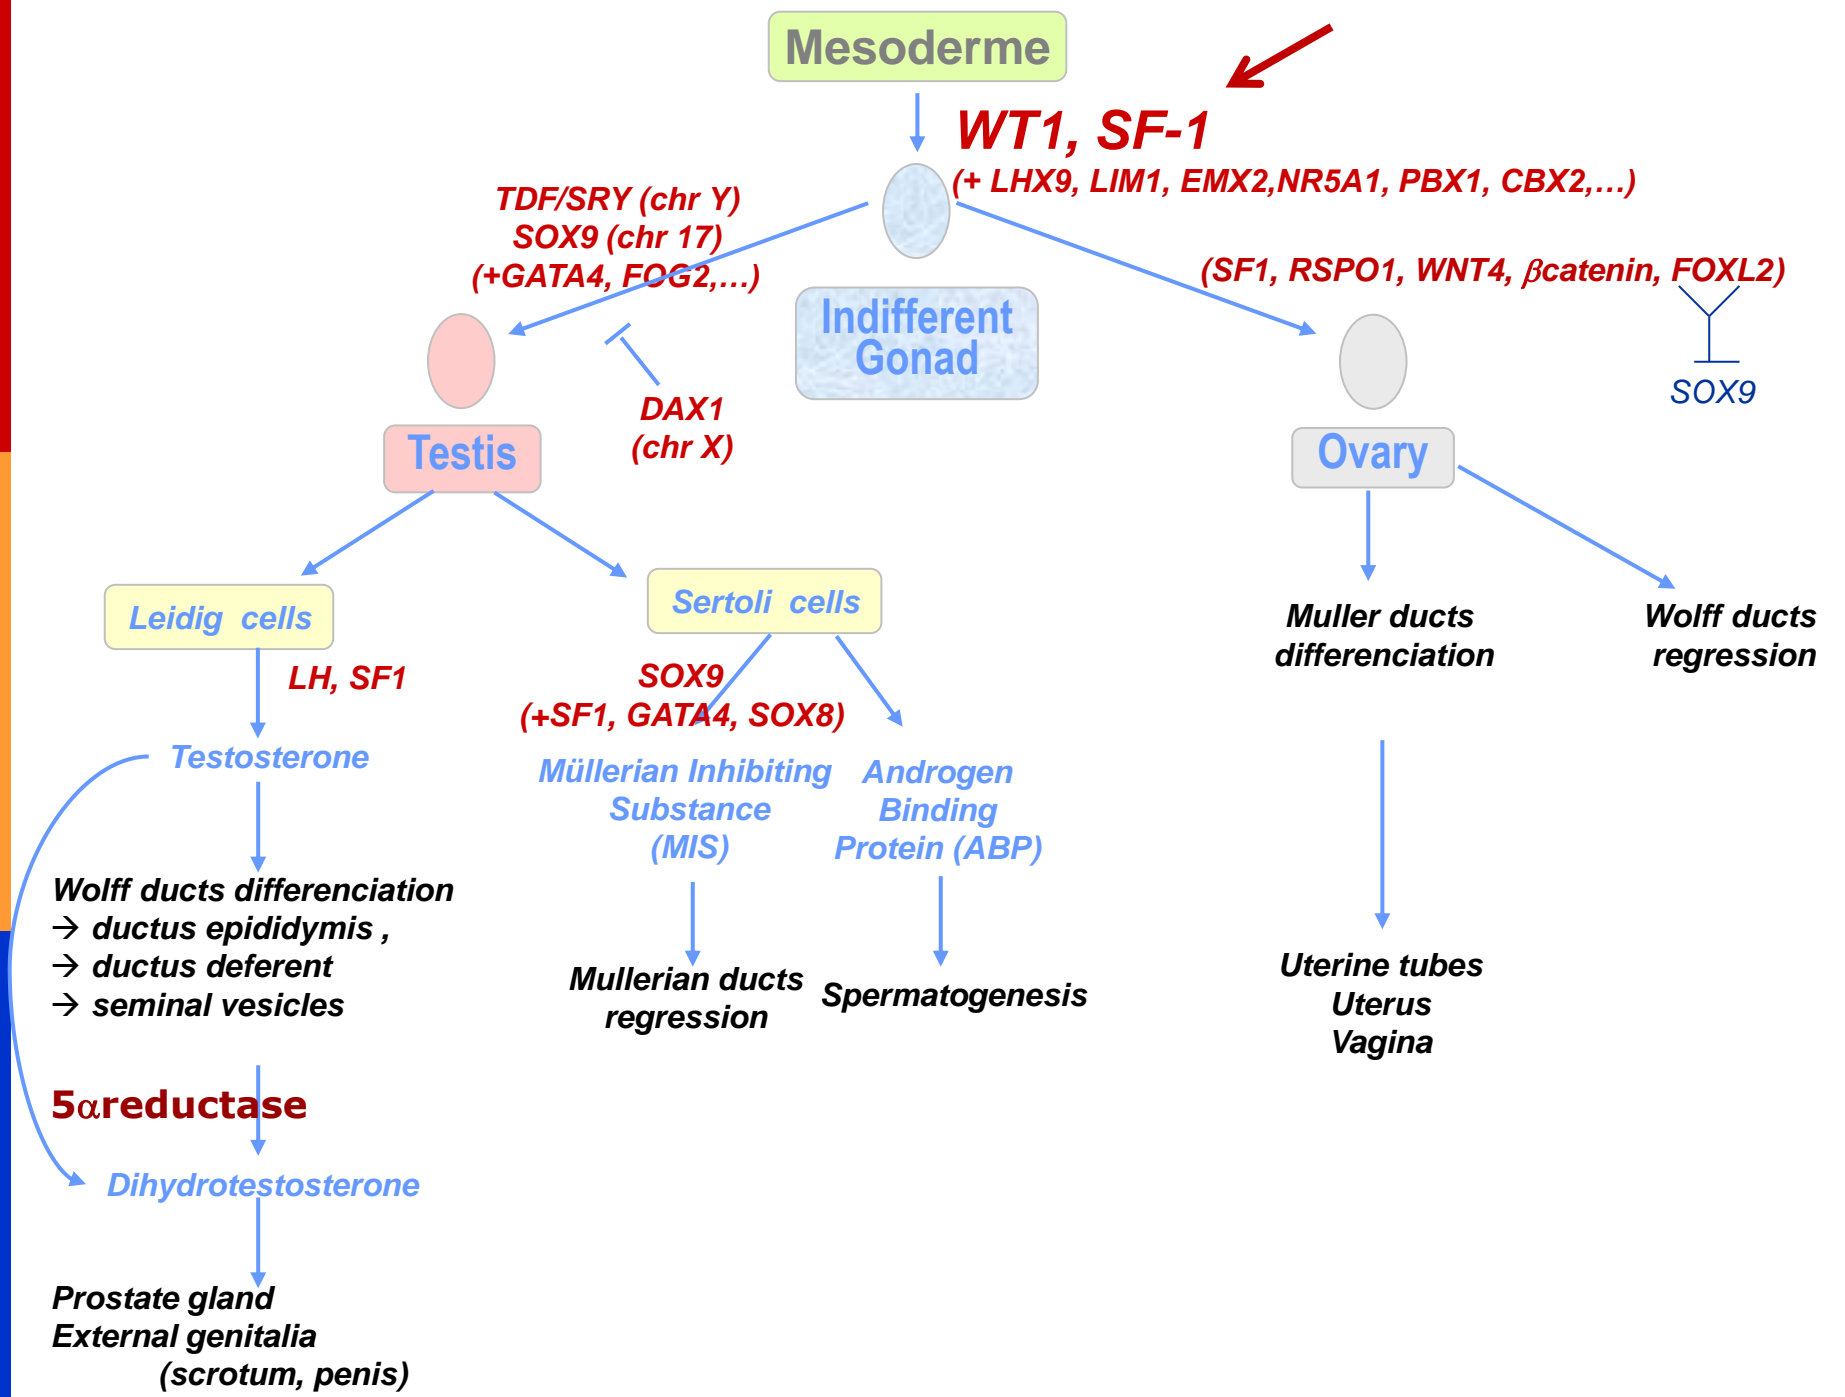 Mesoderme
WT1, SF-1
(+ LHX9, LIM1, EMX2,NR5A1, PBX1, CBX2,…)
TDF/SRY (chr Y)
SOX9 (chr 17)
(+GATA4, FOG2,…)
(SF1, RSPO1, WNT4, βcatenin, FOXL2)
SOX9
Indifferent
Gonad
DAX1
(chr X)
Testis
Ovary
Leidig cells
Sertoli cells
Muller ducts
differenciation
Wolff ducts
regression
LH, SF1
SOX9
(+SF1, GATA4, SOX8)
Testosterone
Müllerian Inhibiting
Substance
(MIS)
Androgen
Binding
Protein (ABP)
Wolff ducts differenciation
→ ductus epididymis ,
→ ductus deferent
→ seminal vesicles
Mullerian ducts
regression
Spermatogenesis
Uterine tubes
Uterus
Vagina
5αreductase
Dihydrotestosterone
Prostate gland
External genitalia
(scrotum, penis)